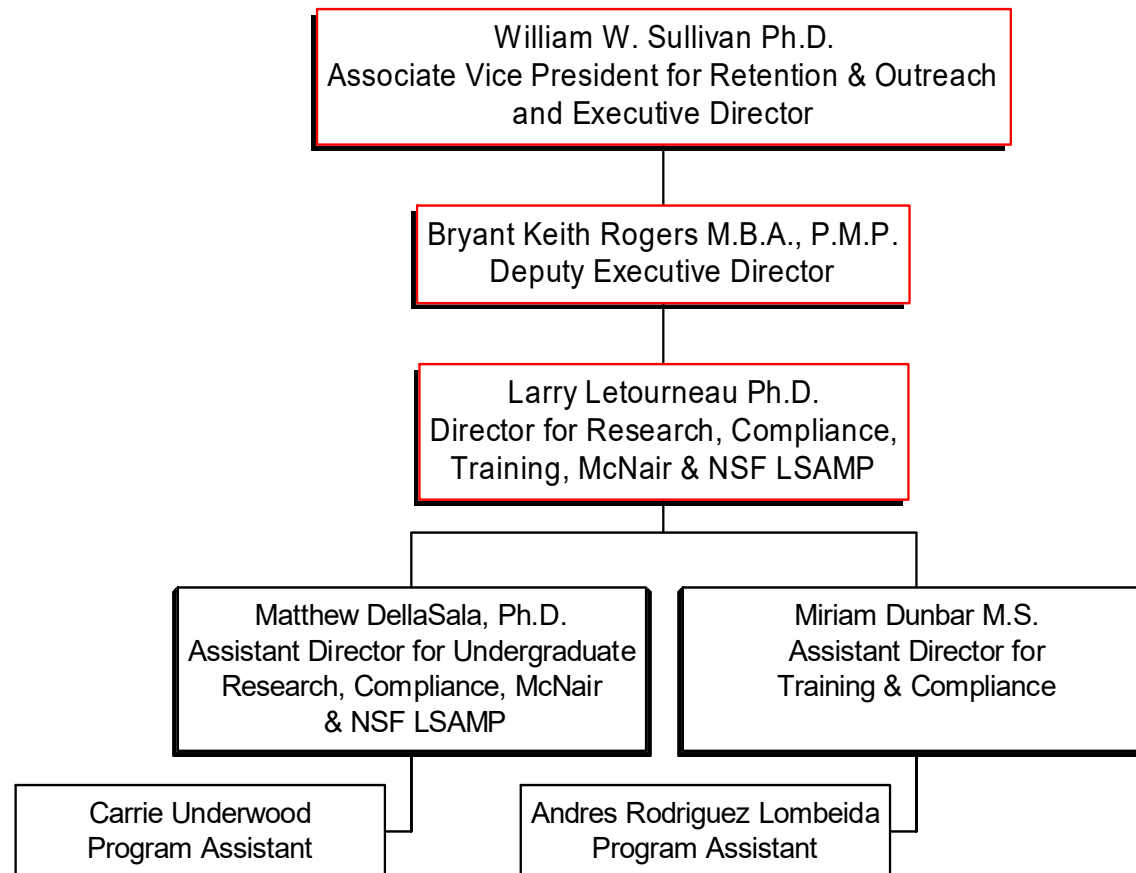 William W. Sullivan Ph.D.
Associate Vice President for Retention & Outreach
and Executive Director
Bryant Keith Rogers M.B.A., P.M.P.
Deputy Executive Director
Larry Letourneau Ph.D.
Director for Research, Compliance,
Training, McNair & NSF LSAMP
Matthew DellaSala, Ph.D.
Assistant Director for Undergraduate
Research, Compliance, McNair
& NSF LSAMP
Miriam Dunbar M.S.
Assistant Director for
Training & Compliance
Carrie Underwood
Program Assistant
Andres Rodriguez Lombeida
Program Assistant